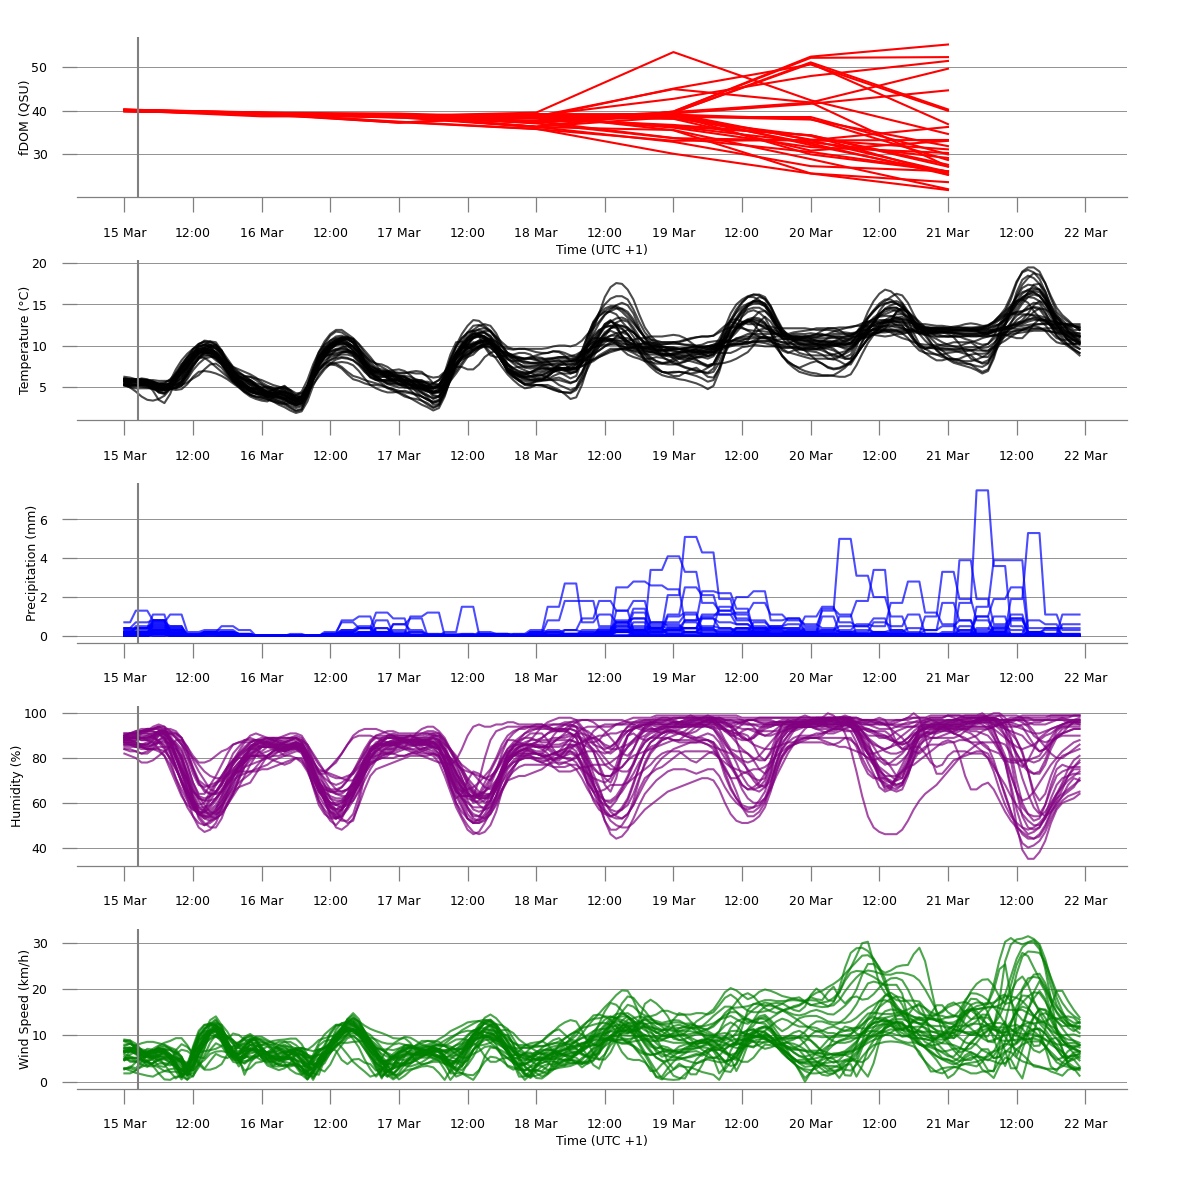 50
40
30
fDOM (QSU)
15 Mar 12:00 16 Mar 12:00 17 Mar 12:00 18 Mar 12:00 19 Mar 12:00 20 Mar 12:00 21 Mar 12:00 22 Mar
Time (UTC +1)
20
15
10
5
Temperature (°C)
15 Mar 12:00 16 Mar 12:00 17 Mar 12:00 18 Mar 12:00 19 Mar 12:00 20 Mar 12:00 21 Mar 12:00 22 Mar
6
4
2
0
Precipitation (mm)
15 Mar 12:00 16 Mar 12:00 17 Mar 12:00 18 Mar 12:00 19 Mar 12:00 20 Mar 12:00 21 Mar 12:00 22 Mar
100
80
60
40
Humidity (%)
15 Mar 12:00 16 Mar 12:00 17 Mar 12:00 18 Mar 12:00 19 Mar 12:00 20 Mar 12:00 21 Mar 12:00 22 Mar
30
20
10
0
Wind Speed (km/h)
15 Mar 12:00 16 Mar 12:00 17 Mar 12:00 18 Mar 12:00 19 Mar 12:00 20 Mar 12:00 21 Mar 12:00 22 Mar
Time (UTC +1)